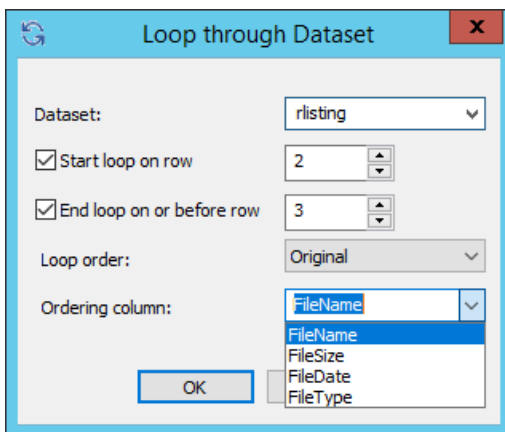 Loop through Dataset
x
Dataset: rlisting
Start loop on row 2
End loop on or before row 3
Loop order: Original
Ordering column: FileName
FileName
FileSize
FileDate
FileType
OK